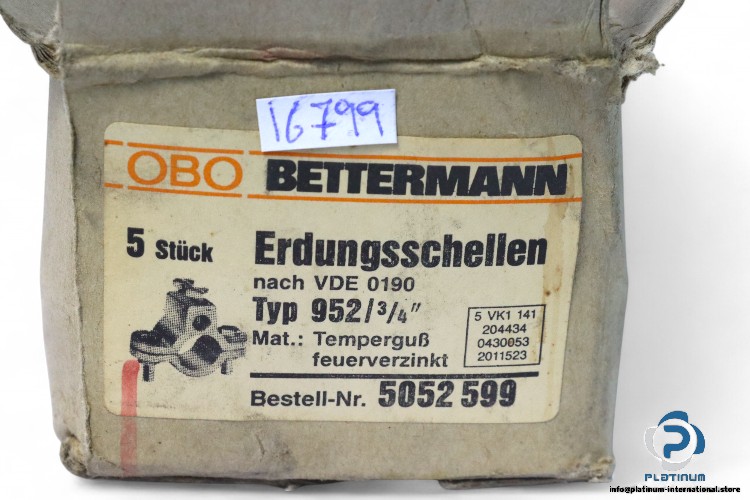 16799
OBO BETTERMANN
5 Stück Erdungsschellen
nach VDE 0190
Typ 952/3/4"
Mat.: Temperguß
feuerverzinkt
5 VK1 141
204434
0430053
2011523
Bestell-Nr. 5052 599
PLATINUM
info@platinum-international.store